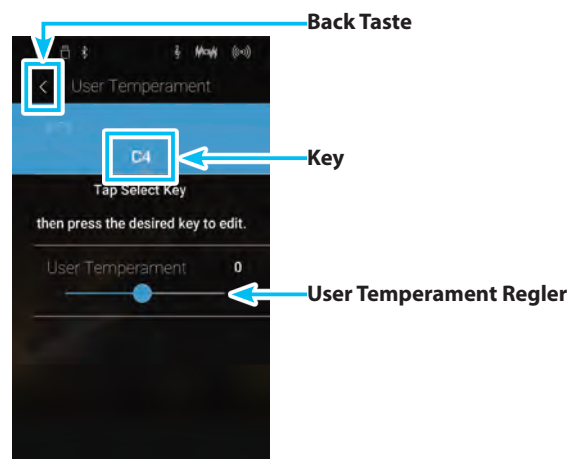 Back Taste
User Temperament
C4
Key
Tap Select Key
then press the desired key to edit.
User Temperament 0
User Temperament Regler